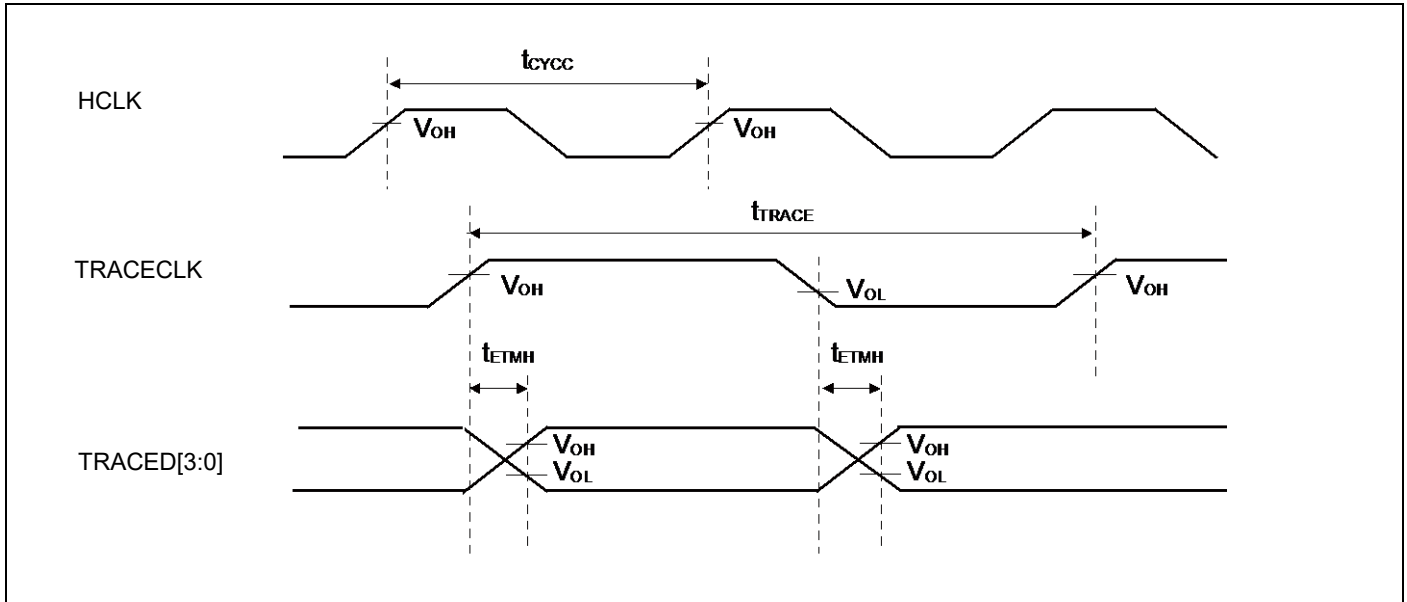 tCYCC
HCLK
VOH VOH
tTRACE
TRACECLK
VOH VOL VOH
tETMH tETMH
TRACED[3:0]
VOH VOH
VOL VOL